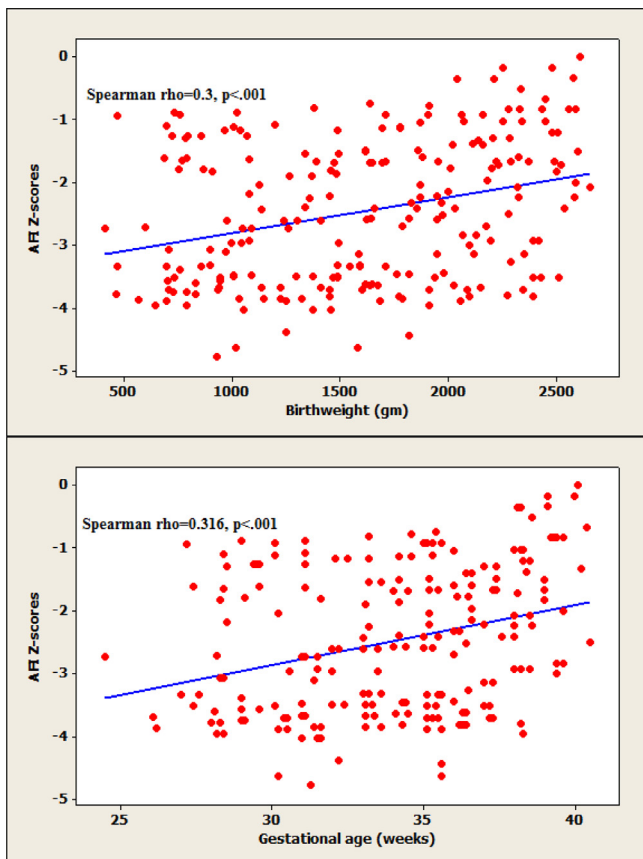 0
Spearman rho=0.3, p<.001
-1
AFI Z-scores
-2
-3
-4
-5
500 1000 1500 2000 2500
Birthweight (gm)
0
Spearman rho=0.316, p<.001
-1
AFI Z-scores
-2
-3
-4
-5
25 30 35 40
Gestational age (weeks)